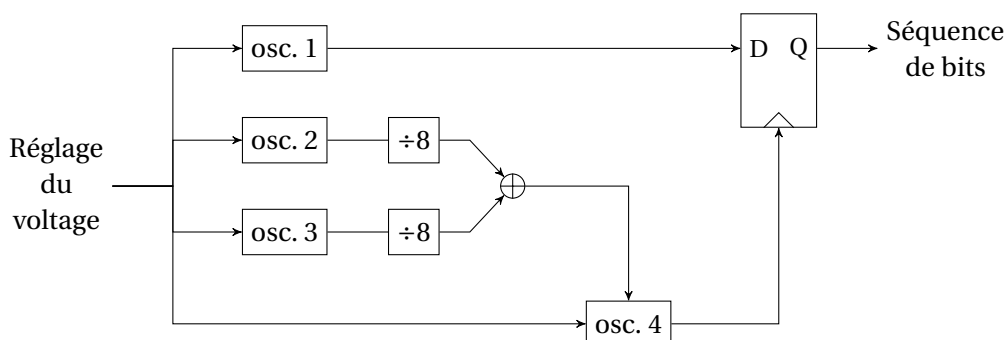 osc. 1
D Q
Séquence
de bits
osc. 2
÷8
Réglage
du
voltage
osc. 3
÷8
osc. 4